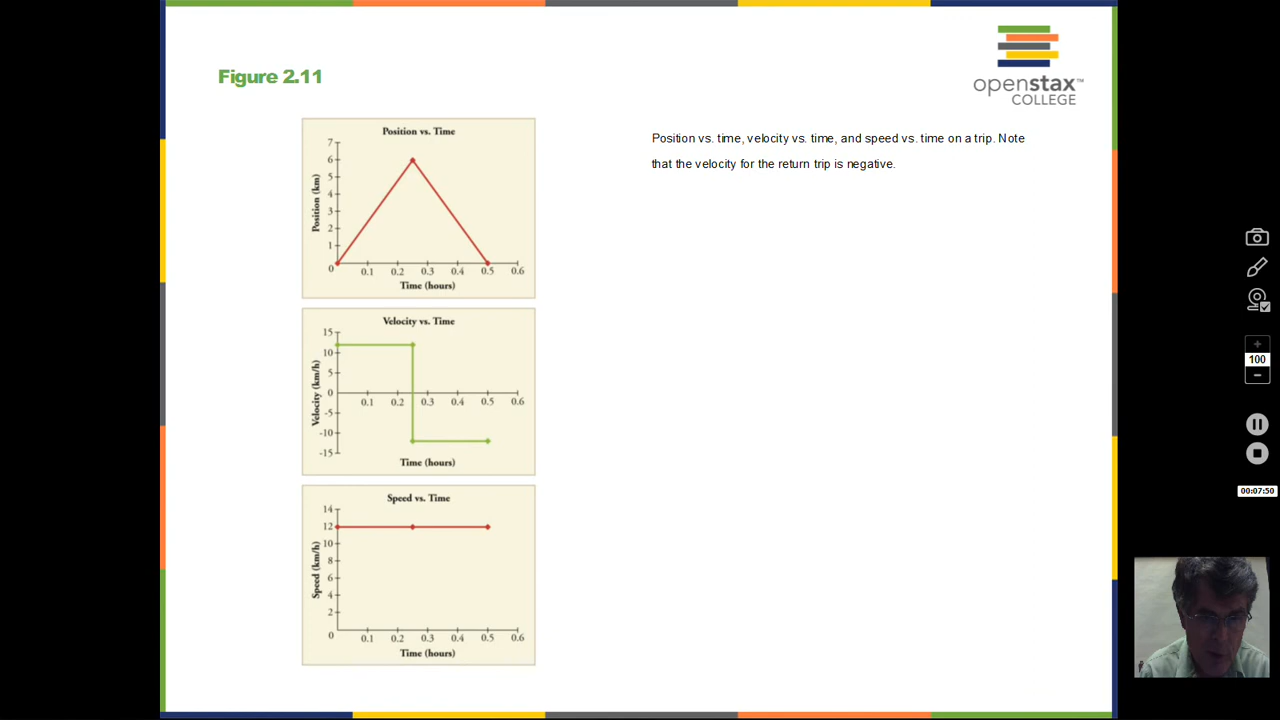 Figure 2.11
openstax™
COLLEGE
Position vs. time, velocity vs. time, and speed vs. time on a trip. Note
that the velocity for the return trip is negative.
Position vs. Time
Position (km)
7
6
5
4
3
2
1
0
0.1 0.2 0.3 0.4 0.5 0.6
Time (hours)
Velocity vs. Time
Velocity (km/h)
15
10
5
0
0.1 0.2 0.3 0.4 0.5 0.6
-5
-10
-15
Time (hours)
Speed vs. Time
Speed (km/h)
14
12
10
8
6
4
2
0
0.1 0.2 0.3 0.4 0.5 0.6
Time (hours)
100
00:07:50